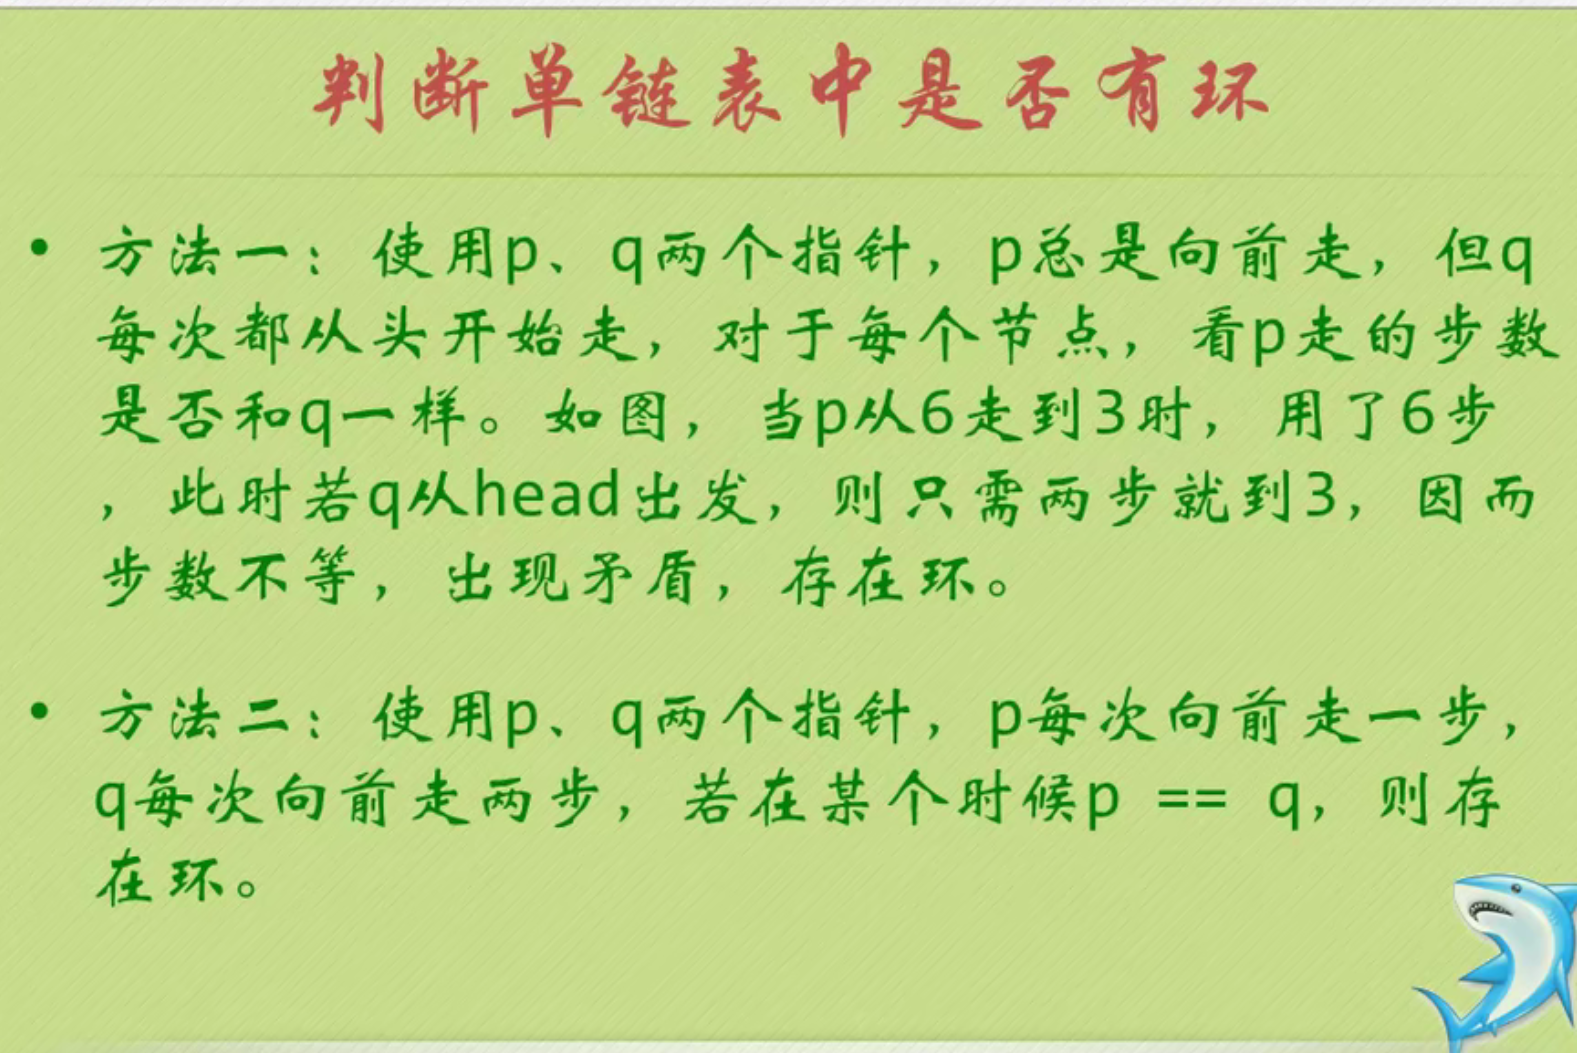 判断单链表中是否有环
• 方法一：使用p、q两个指针，p总是向前走，但q
每次都从头开始走，对于每个节点，看p走的步数
是否和q一样。如图，当p从6走到3时，用了6步
，此时若q从head出发，则只需两步就到3，因而
步数不等，出现矛盾，存在环。
• 方法二：使用p、q两个指针，p每次向前走一步，
q每次向前走两步，若在某个时候p == q，则存
在环。